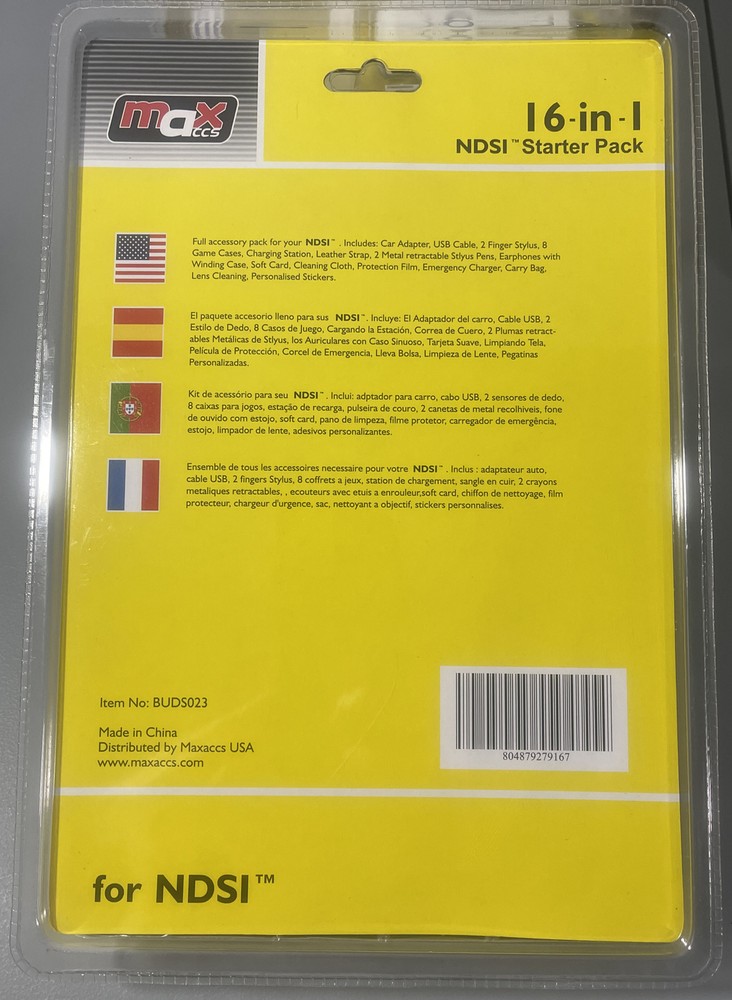 max
ccs
16-in-1
NDSI™ Starter Pack
Full accessory pack for your NDSI™ . Includes: Car Adapter, USB Cable, 2 Finger Stylus, 8
Game Cases, Charging Station, Leather Strap, 2 Metal retractable Stlyus Pens, Earphones with
Winding Case, Soft Card, Cleaning Cloth, Protection Film, Emergency Charger, Carry Bag,
Lens Cleaning, Personalised Stickers.
El paquete accesorio lleno para sus NDSI™. Incluye: El Adaptador del carro, Cable USB, 2
Estilo de Dedo, 8 Casos de Juego, Cargando la Estación, Correa de Cuero, 2 Plumas retract-
ables Metálicas de Stlyus, los Auriculares con Caso Sinuoso, Tarjeta Suave, Limpiando Tela,
Película de Protección, Corcel de Emergencia, Lleva Bolsa, Limpieza de Lente, Pegatinas
Personalizadas.
Kit de acessório para seu NDSI™ . Inclui: adptador para carro, cabo USB, 2 sensores de dedo,
8 caixas para jogos, estação de recarga, pulseira de couro, 2 canetas de metal recolhiveis, fone
de ouvido com estojo, soft card, pano de limpeza, filme protetor, carregador de emergência,
estojo, limpador de lente, adesivos personalizantes.
Ensemble de tous les accessoires necessaire pour votre NDSI™ . Inclus : adaptateur auto,
cable USB, 2 fingers Stylus, 8 coffrets a jeux, station de chargement, sangle en cuir, 2 crayons
metaliques retractables, , ecouteurs avec etuis a enrouleur,soft card, chiffon de nettoyage, film
protecteur, chargeur d'urgence, sac, nettoyant a objectif, stickers personnalises.
Item No: BUDS023
Made in China
Distributed by Maxaccs USA
www.maxaccs.com
804879279167
for NDSI™